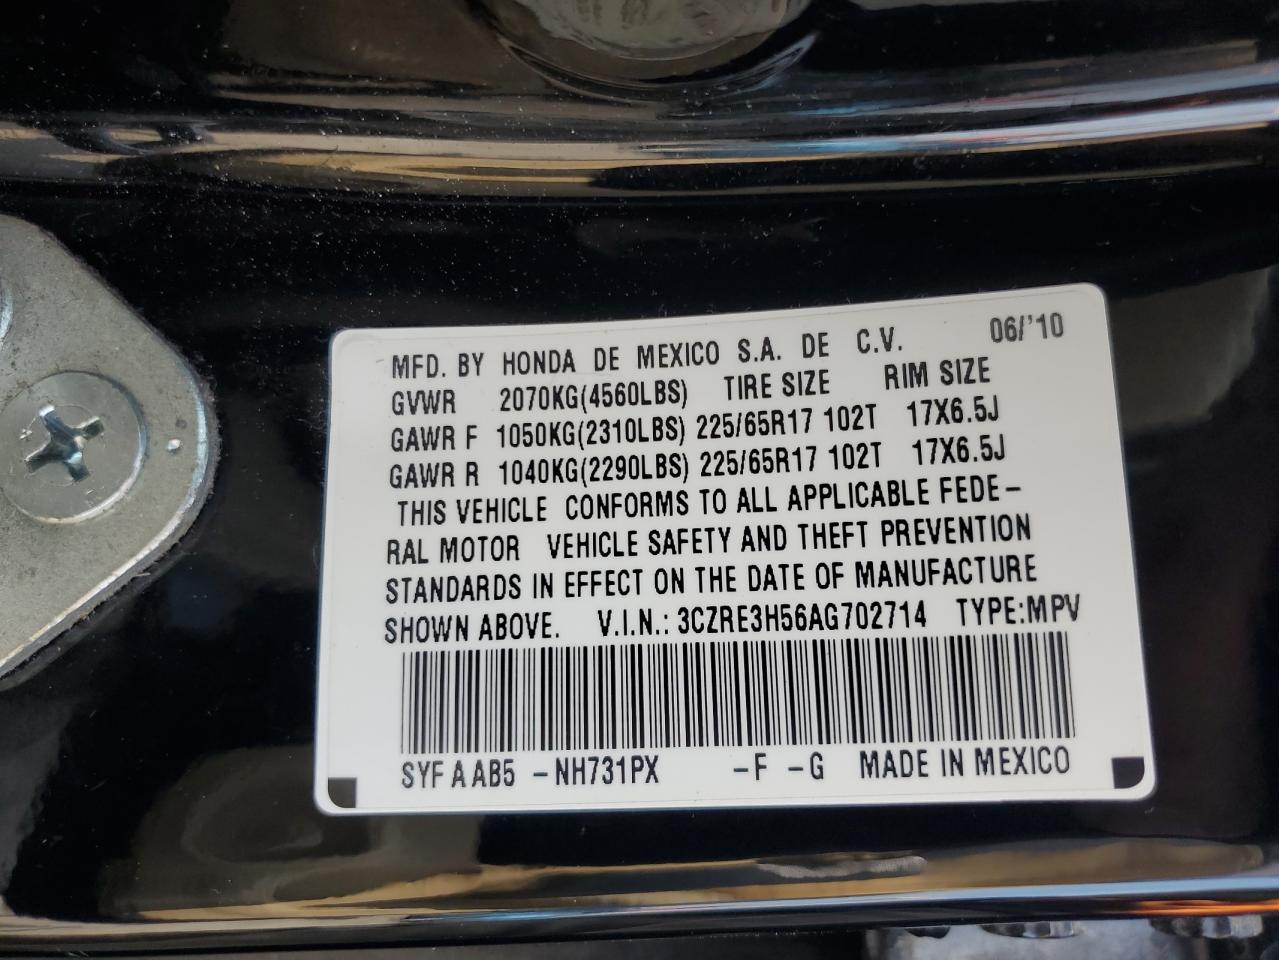 MFD. BY HONDA DE MEXICO S.A. DE C.V. 06/'10
GVWR 2070KG(4560LBS) TIRE SIZE RIM SIZE
GAWR F 1050KG(2310LBS) 225/65R17 102T 17X6.5J
GAWR R 1040KG(2290LBS) 225/65R17 102T 17X6.5J
THIS VEHICLE CONFORMS TO ALL APPLICABLE FEDE-
RAL MOTOR VEHICLE SAFETY AND THEFT PREVENTION
STANDARDS IN EFFECT ON THE DATE OF MANUFACTURE
SHOWN ABOVE. V.I.N.: 3CZRE3H56AG702714 TYPE:MPV
SYF A AB5 -NH731PX -F -G MADE IN MEXICO